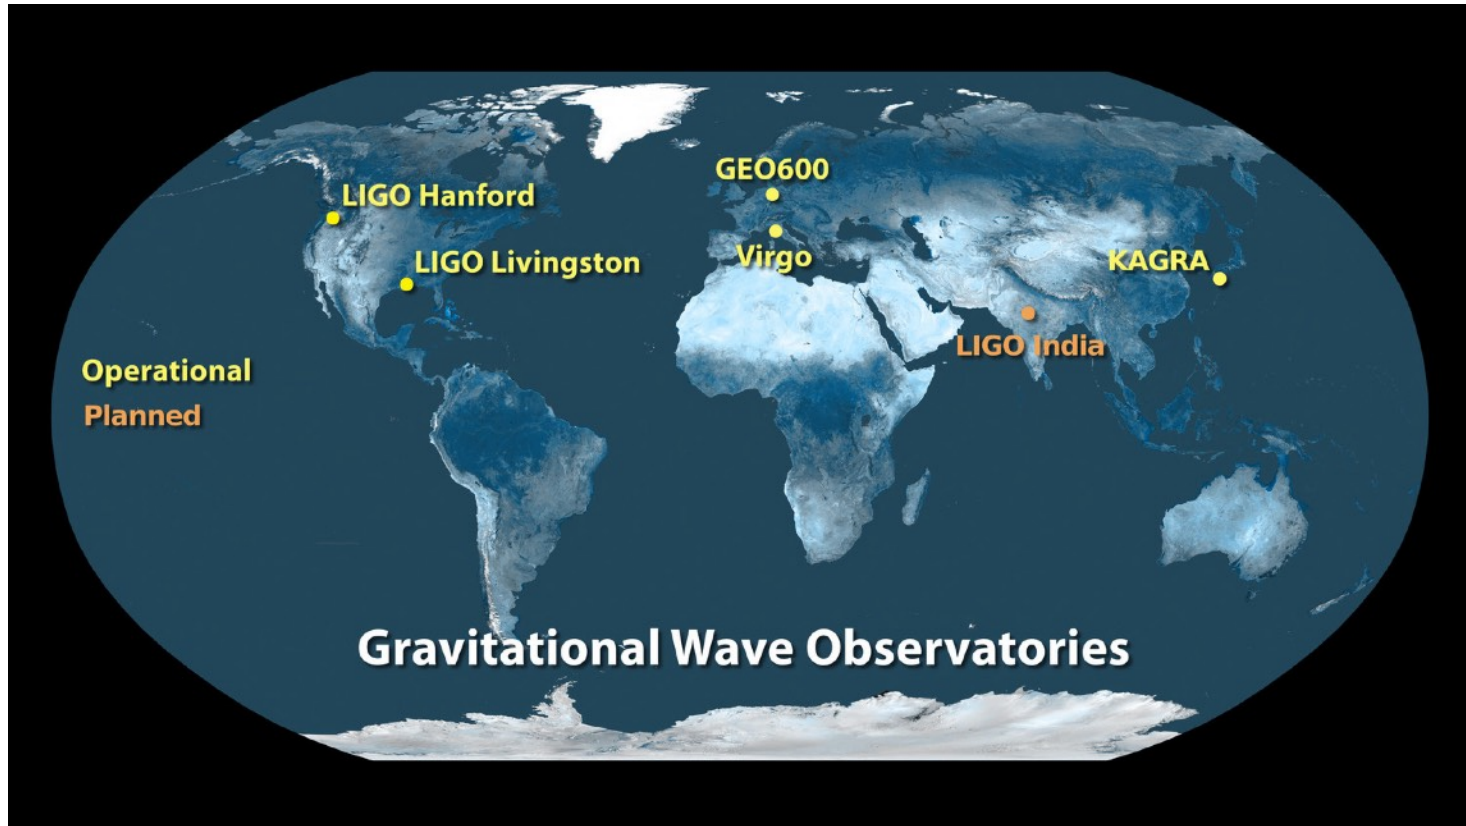 GEO600
LIGO Hanford
Virgo
LIGO Livingston
KAGRA
LIGO India
Operational
Planned
Gravitational Wave Observatories